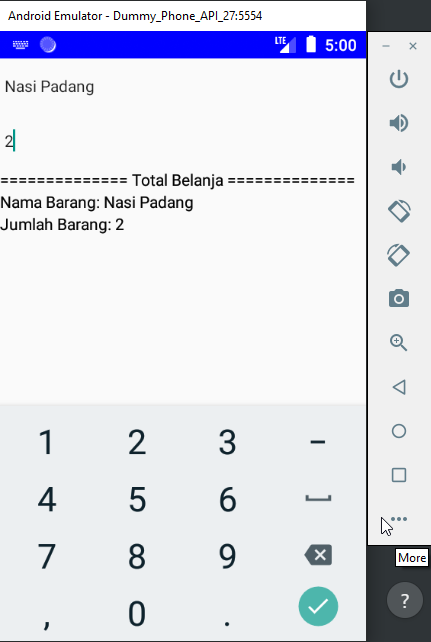 Android Emulator - Dummy_Phone_API_27:5554
LTE 5:00
Nasi Padang
2
============== Total Belanja ==============
Nama Barang: Nasi Padang
Jumlah Barang: 2
1 2 3 -
4 5 6
7 8 9
, 0 .
More
?